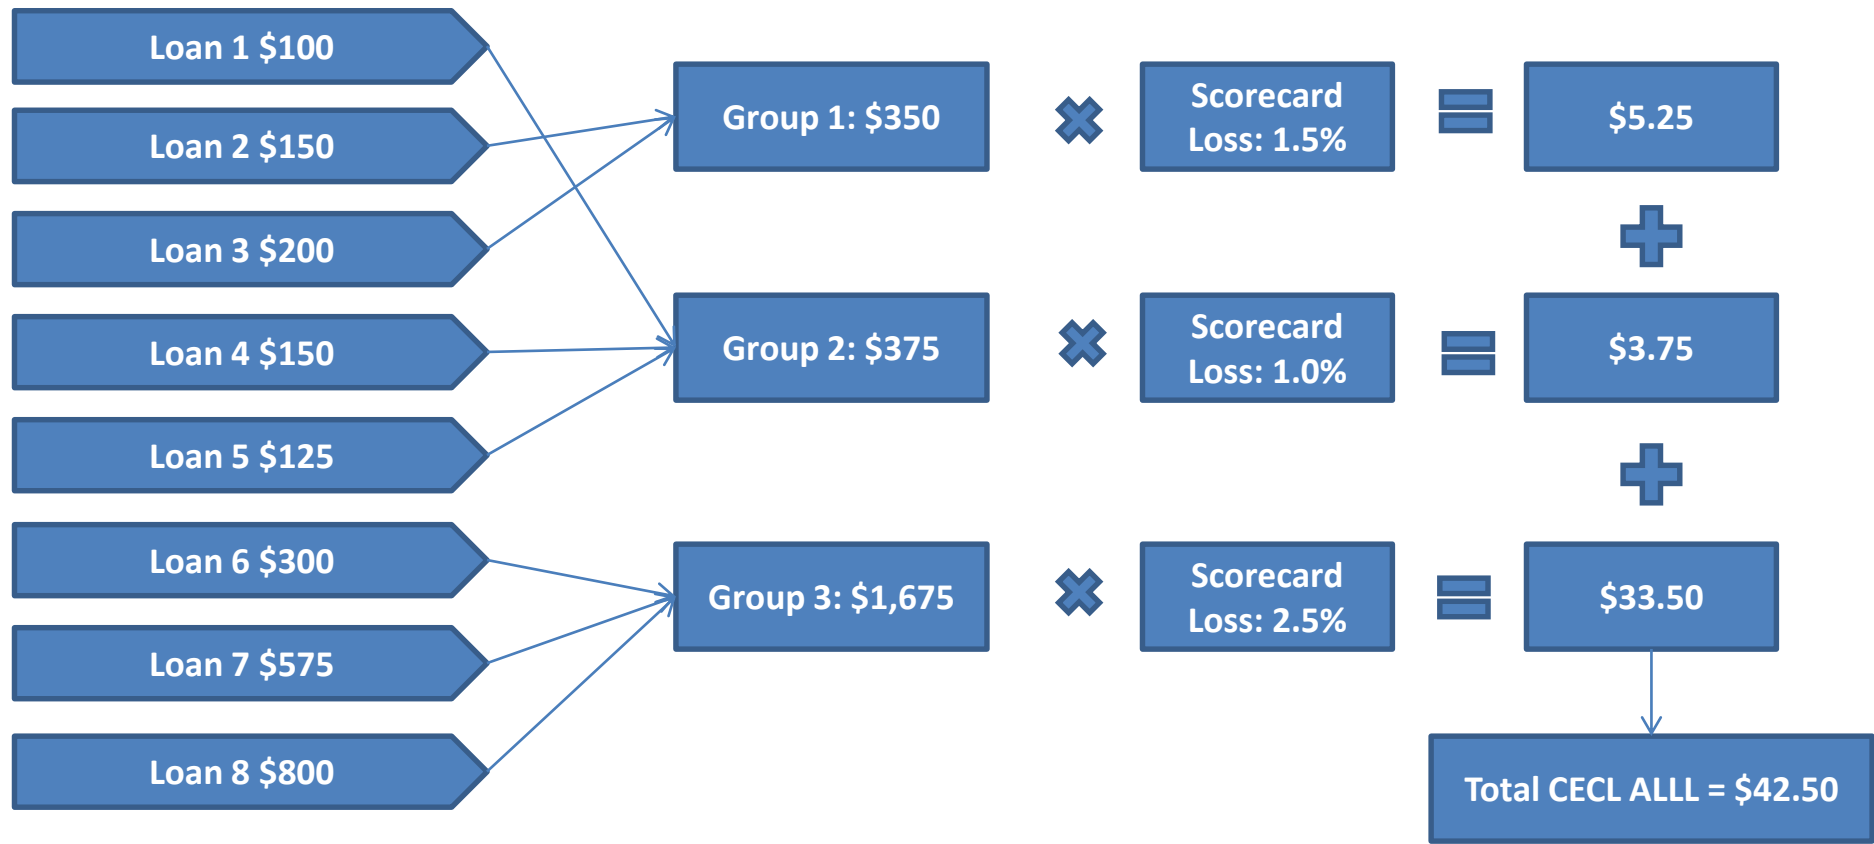 Loan 1 $100
Loan 2 $150
Loan 3 $200
Loan 4 $150
Loan 5 $125
Loan 6 $300
Loan 7 $575
Loan 8 $800
Group 1: $350
Scorecard
Loss: 1.5%
$5.25
Group 2: $375
Scorecard
Loss: 1.0%
$3.75
Group 3: $1,675
Scorecard
Loss: 2.5%
$33.50
Total CECL ALLL = $42.50